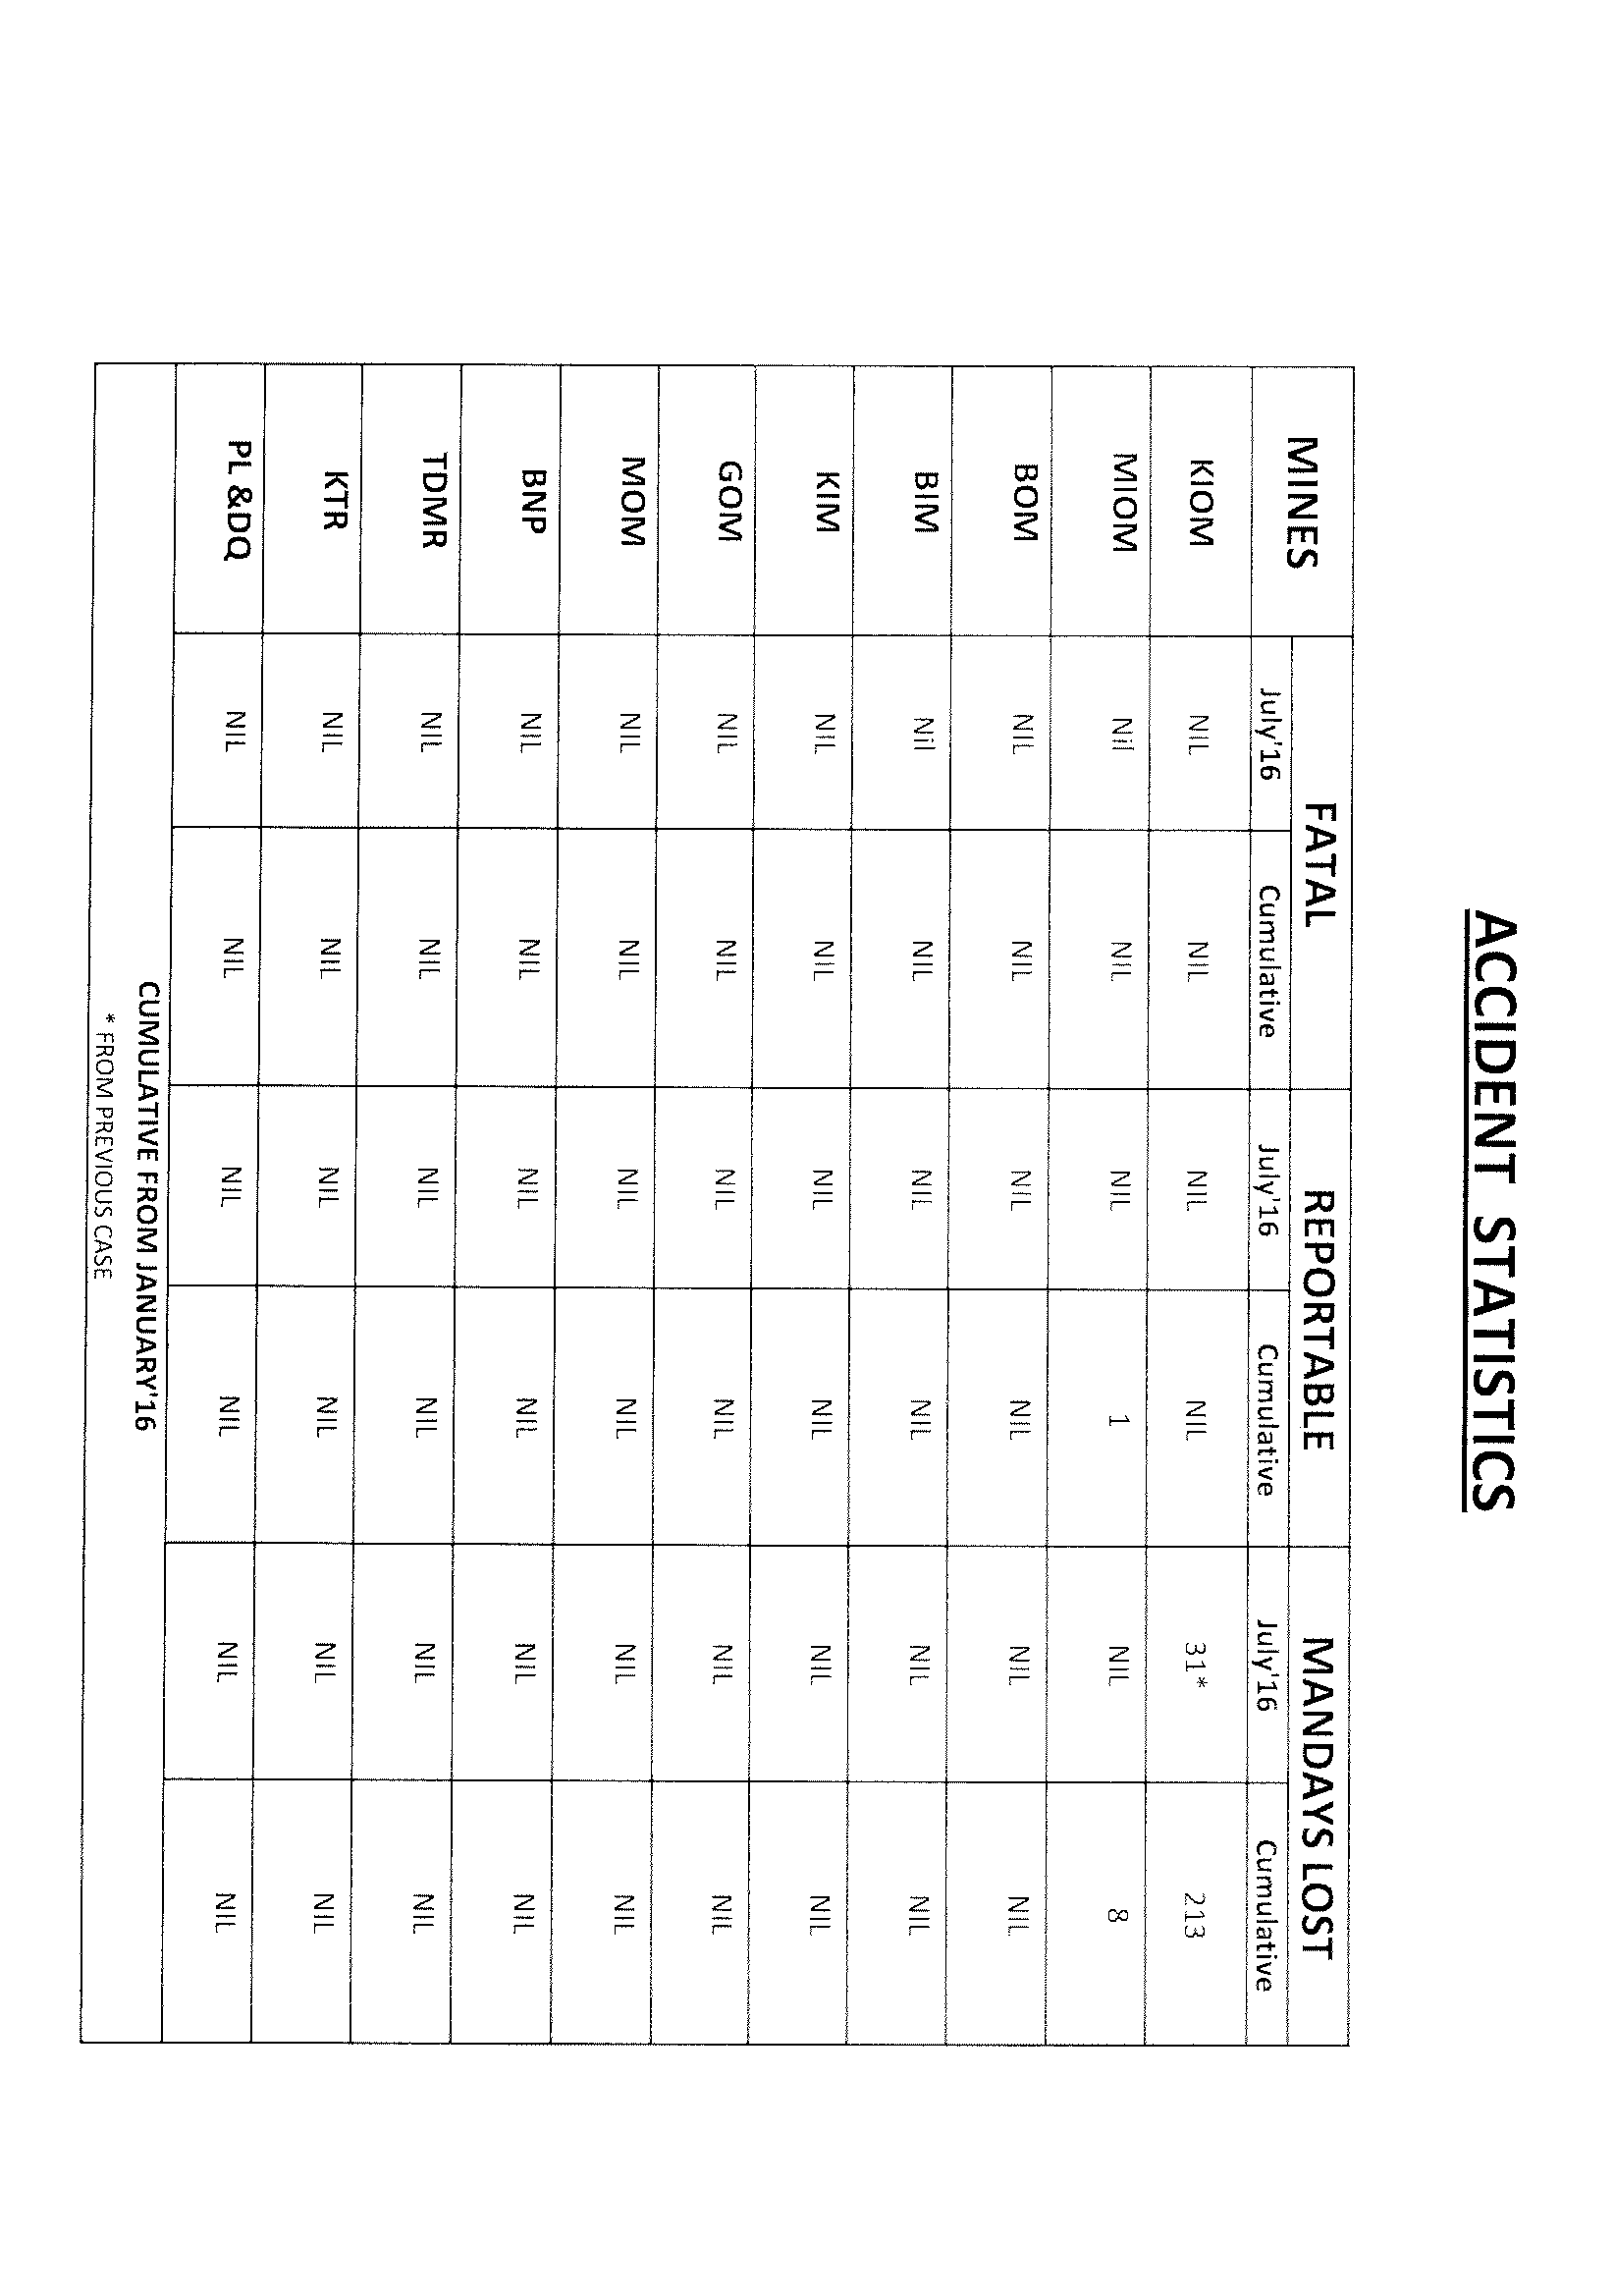 ACCIDENT STATISTICS
MINES FATAL REPORTABLE MANDAYS LOST
July'16 Cumulative July'16 Cumulative July'16 Cumulative
KIOM NIL NIL NIL NIL 31* 213
MIOM Nil NIL NIL 1 NIL 8
BOM NIL NIL NIL NIL NIL NIL
BIM Nil NIL NIL NIL NIL NIL
KIM NIL NIL NIL NIL NIL NIL
GOM NIL NIL NIL NIL NIL NIL
MOM NIL NIL NIL NIL NIL NIL
BNP NIL NIL NIL NIL NIL NIL
TDMR NIL NIL NIL NIL NIL NIL
KTR NIL NIL NIL NIL NIL NIL
PL &DQ NIL NIL NIL NIL NIL NIL
CUMULATIVE FROM JANUARY'16
* FROM PREVIOUS CASE